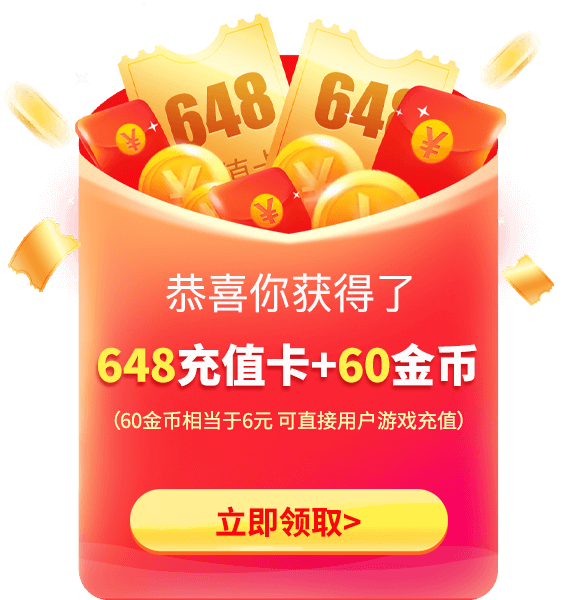 648
648
恭喜你获得了
648充值卡+60金币
（60金币相当于6元 可直接用户游戏充值）
立即领取>